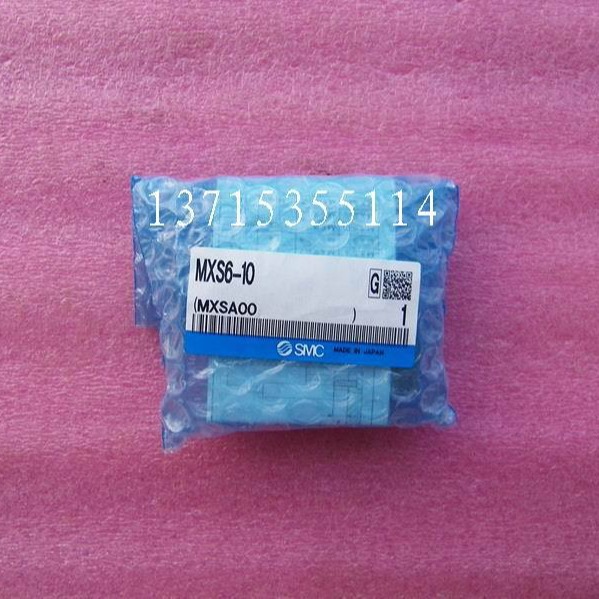 13715355114
MXS6-10
G
(MXSA00 )
1
SMC MADE IN JAPAN